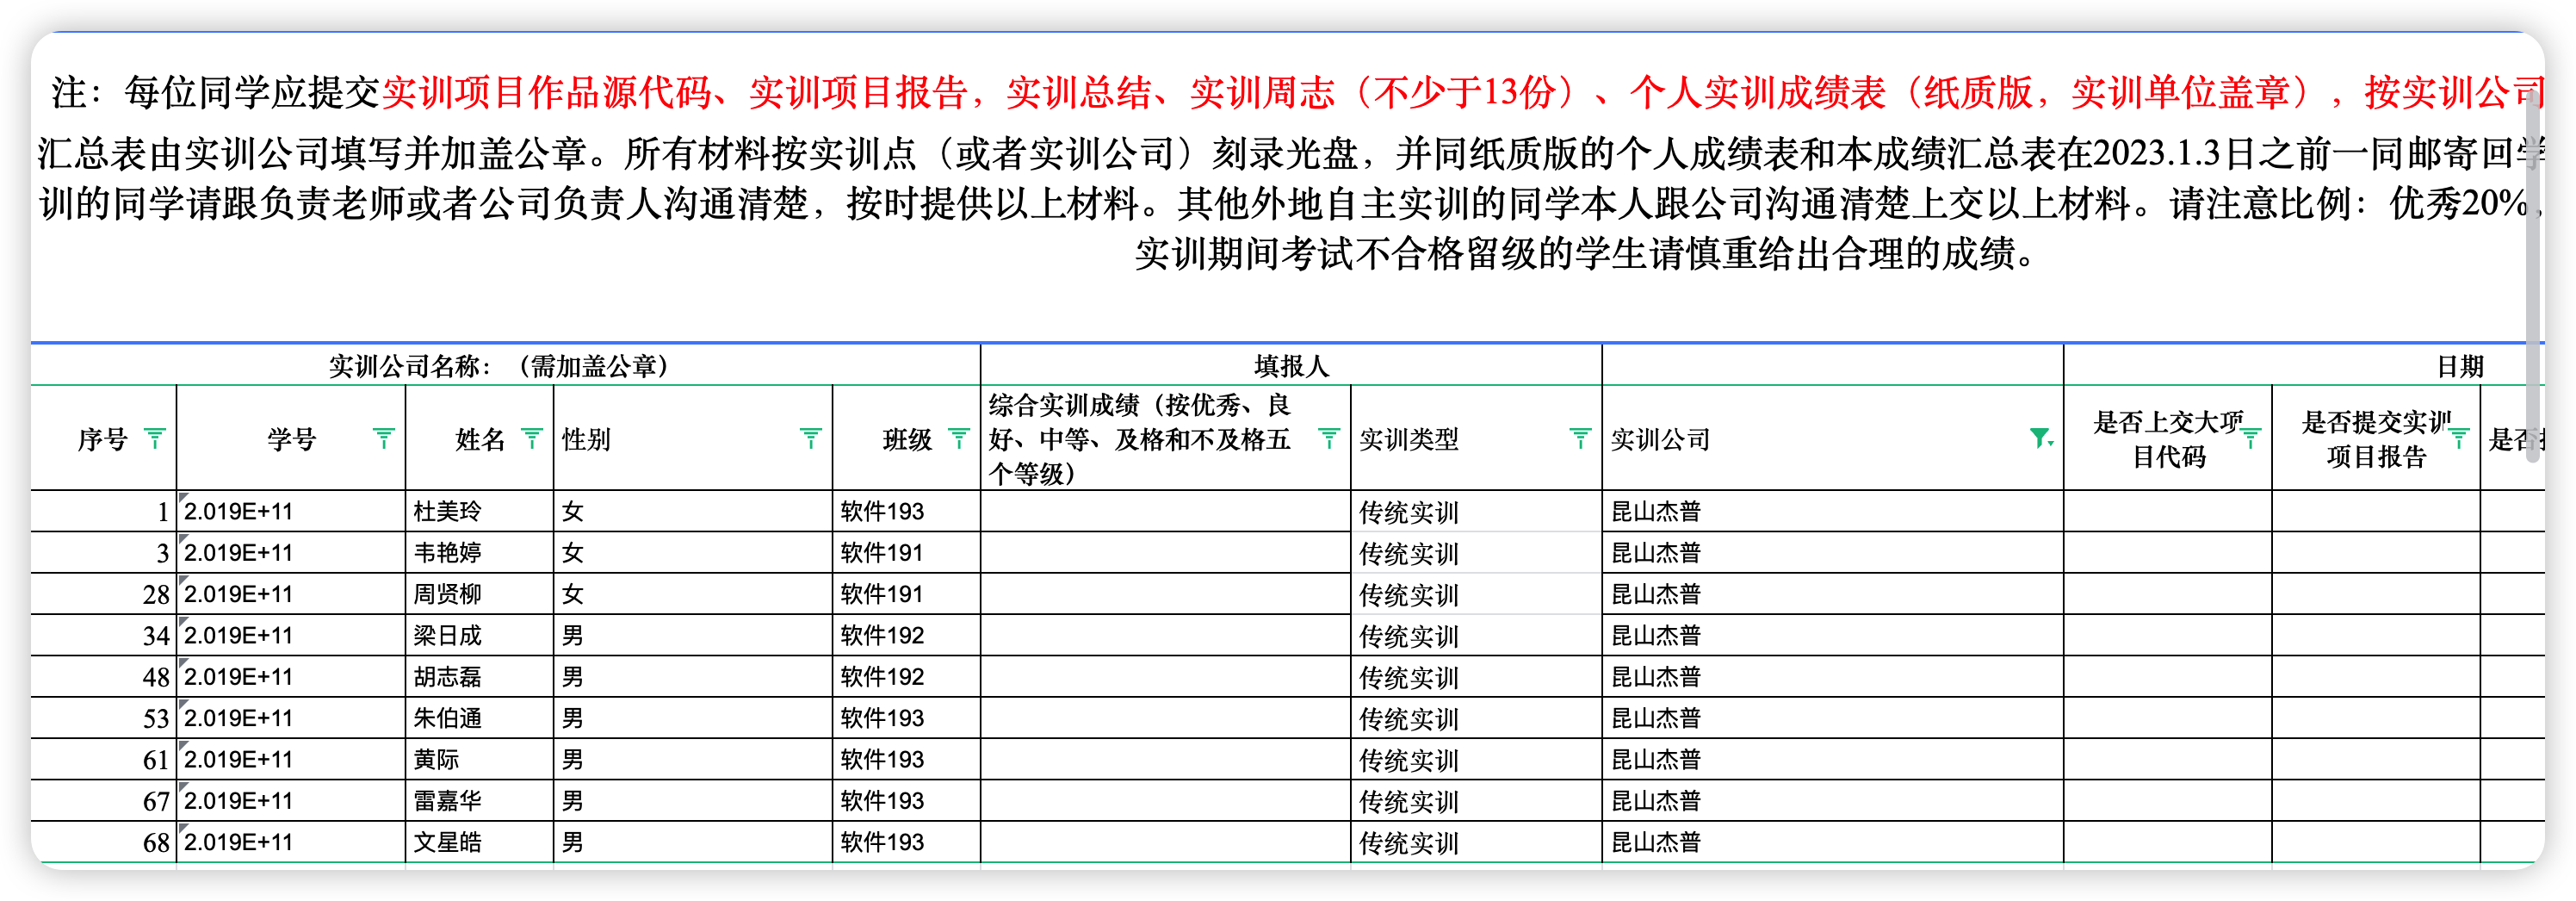 注：每位同学应提交实训项目作品源代码、实训项目报告，实训总结、实训周志（不少于13份）、个人实训成绩表（纸质版，实训单位盖章），按实训公司
汇总表由实训公司填写并加盖公章。所有材料按实训点（或者实训公司）刻录光盘，并同纸质版的个人成绩表和本成绩汇总表在2023.1.3日之前一同邮寄回学
训的同学请跟负责老师或者公司负责人沟通清楚，按时提供以上材料。其他外地自主实训的同学本人跟公司沟通清楚上交以上材料。请注意比例：优秀20%，
实训期间考试不合格留级的学生请慎重给出合理的成绩。
实训公司名称：（需加盖公章） 填报人 日期
序号 学号 姓名 性别 班级 综合实训成绩（按优秀、良好、中等、及格和不及格五个等级） 实训类型 实训公司 是否上交大项目代码 是否提交实训项目报告 是否
1 2.019E+11 杜美玲 女 软件193 传统实训 昆山杰普
3 2.019E+11 韦艳婷 女 软件191 传统实训 昆山杰普
28 2.019E+11 周贤柳 女 软件191 传统实训 昆山杰普
34 2.019E+11 梁日成 男 软件192 传统实训 昆山杰普
48 2.019E+11 胡志磊 男 软件192 传统实训 昆山杰普
53 2.019E+11 朱伯通 男 软件193 传统实训 昆山杰普
61 2.019E+11 黄际 男 软件193 传统实训 昆山杰普
67 2.019E+11 雷嘉华 男 软件193 传统实训 昆山杰普
68 2.019E+11 文星皓 男 软件193 传统实训 昆山杰普